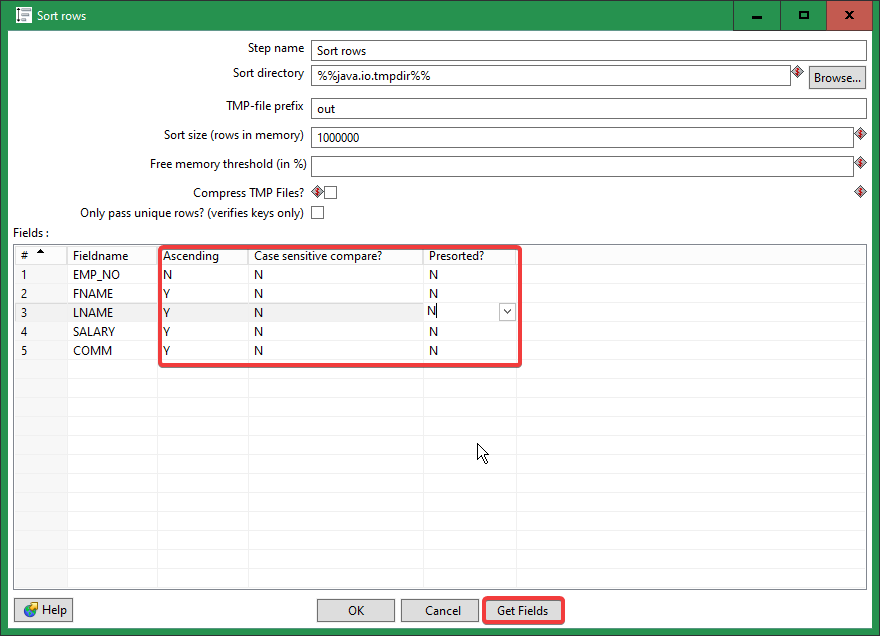 Sort rows
Step name Sort rows
Sort directory %%java.io.tmpdir%% Browse...
TMP-file prefix out
Sort size (rows in memory) 1000000
Free memory threshold (in %)
Compress TMP Files?
Only pass unique rows? (verifies keys only)
Fields :
# Fieldname Ascending Case sensitive compare? Presorted?
1 EMP_NO N N N
2 FNAME Y N N
3 LNAME Y N N
4 SALARY Y N N
5 COMM Y N N
Help OK Cancel Get Fields